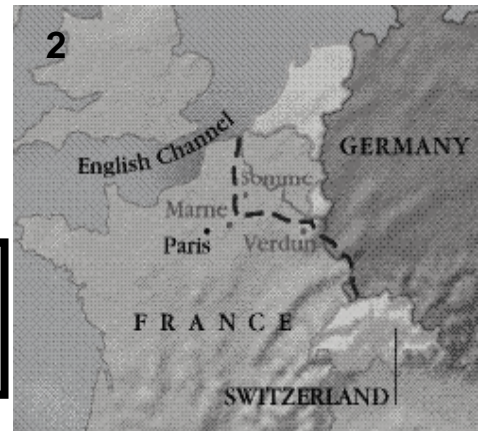 2
English Channel
GERMANY
Somme
Marne
Paris
Verdun
FRANCE
SWITZERLAND